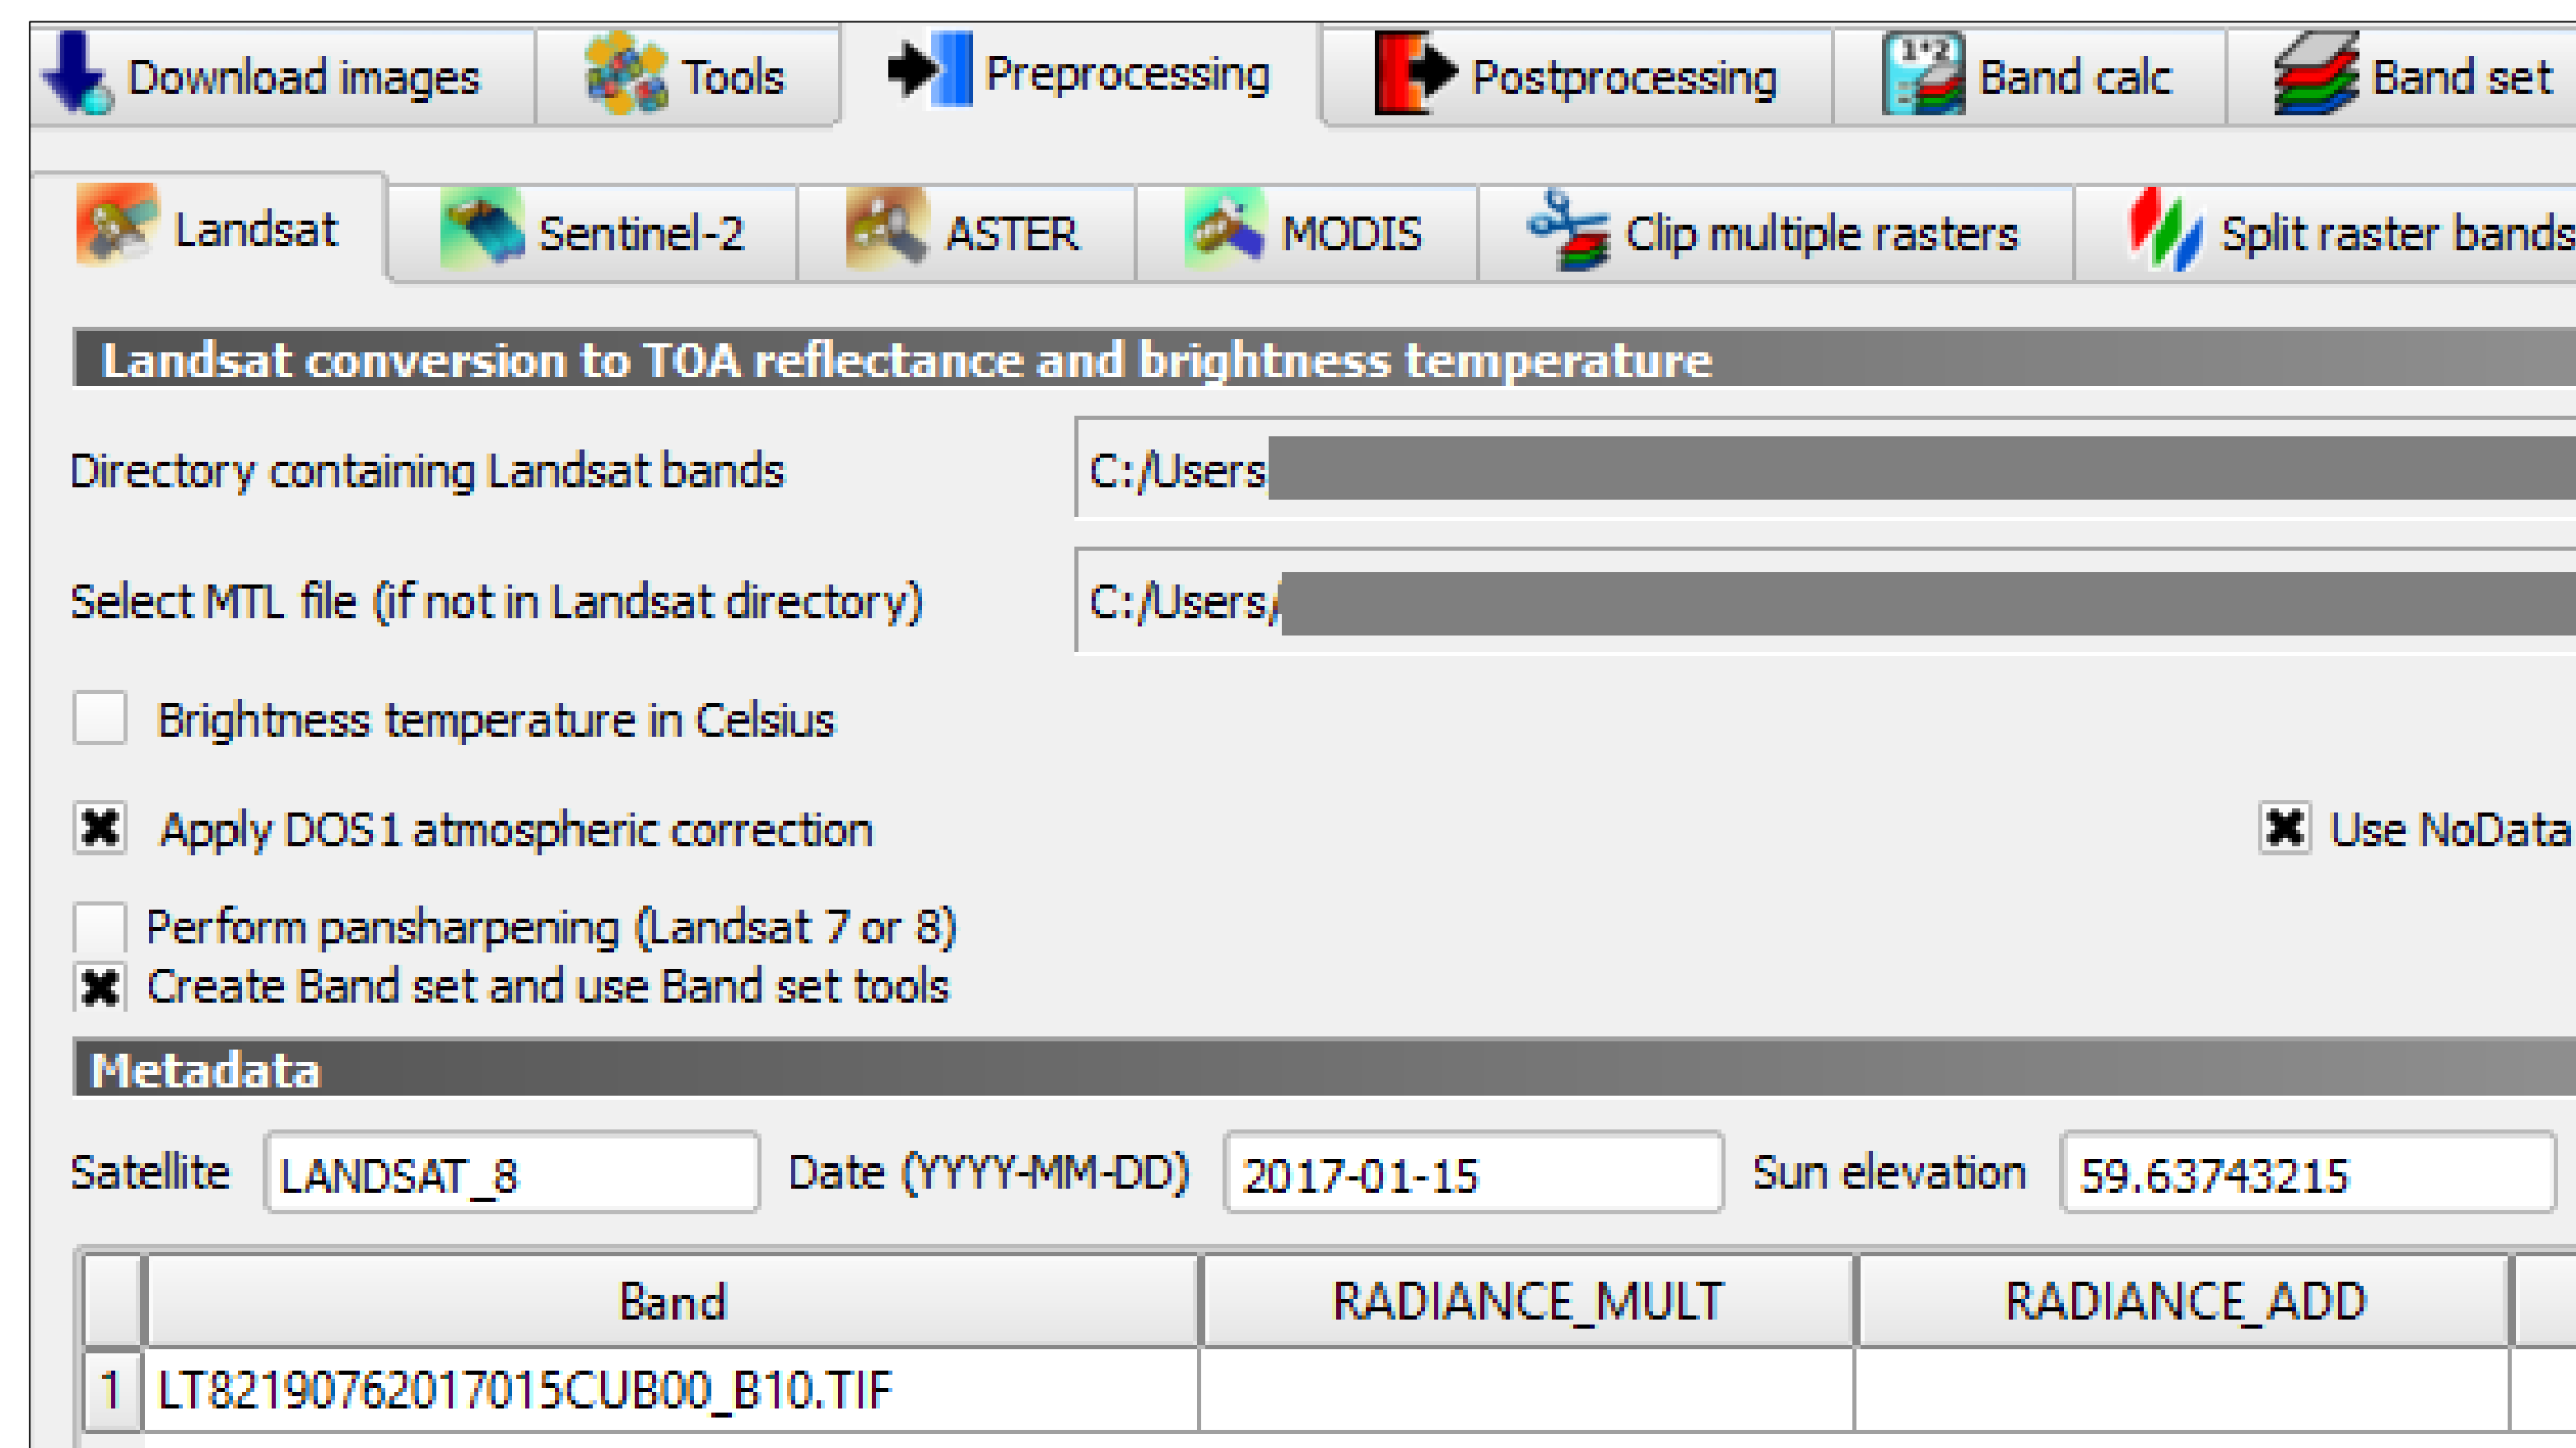 Download images Tools Preprocessing Postprocessing 1*2 Band calc Band set
Landsat Sentinel-2 ASTER MODIS Clip multiple rasters Split raster bands
Landsat conversion to TOA reflectance and brightness temperature
Directory containing Landsat bands C:/Users
Select MTL file (if not in Landsat directory) C:/Users/
Brightness temperature in Celsius
Apply DOS1 atmospheric correction Use NoData
Perform pansharpening (Landsat 7 or 8)
Create Band set and use Band set tools
Metadata
Satellite LANDSAT_8 Date (YYYY-MM-DD) 2017-01-15 Sun elevation 59.63743215
Band RADIANCE_MULT RADIANCE_ADD
1 LT82190762017015CUB00_B10.TIF